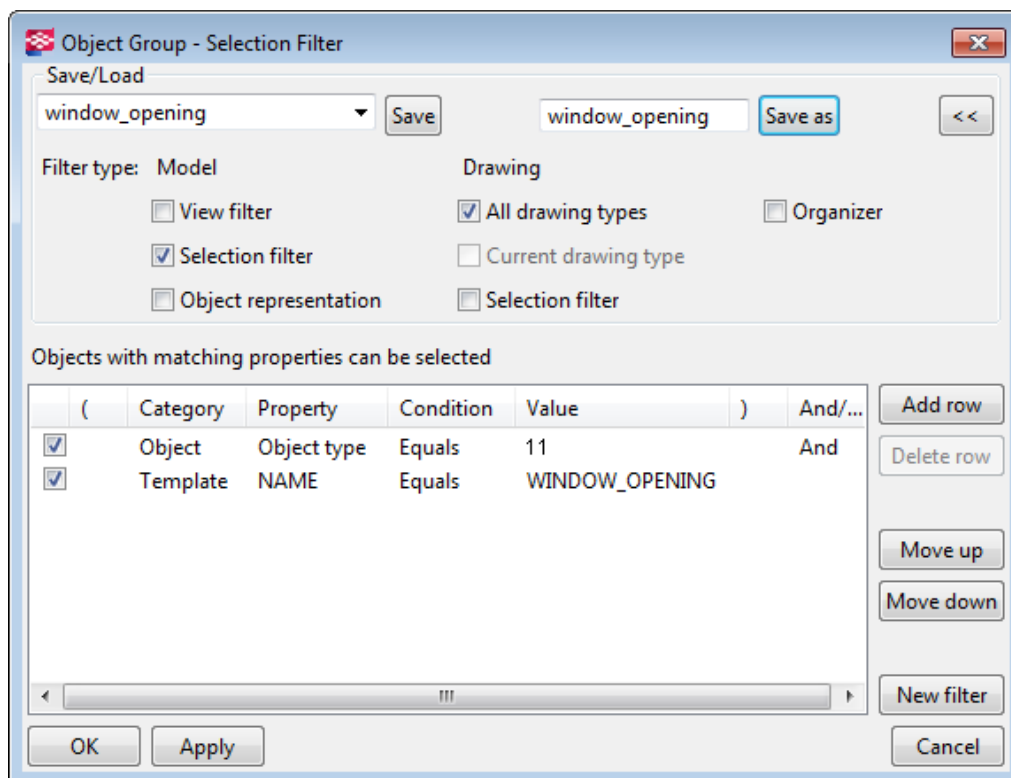 Object Group - Selection Filter
Save/Load
window_opening Save window_opening Save as <<
Filter type: Model Drawing
View filter All drawing types Organizer
Selection filter Current drawing type
Object representation Selection filter
Objects with matching properties can be selected
( Category Property Condition Value ) And/... Add row
Object Object type Equals 11 And
Delete row
Template NAME Equals WINDOW_OPENING
Move up
Move down
New filter
OK Apply Cancel